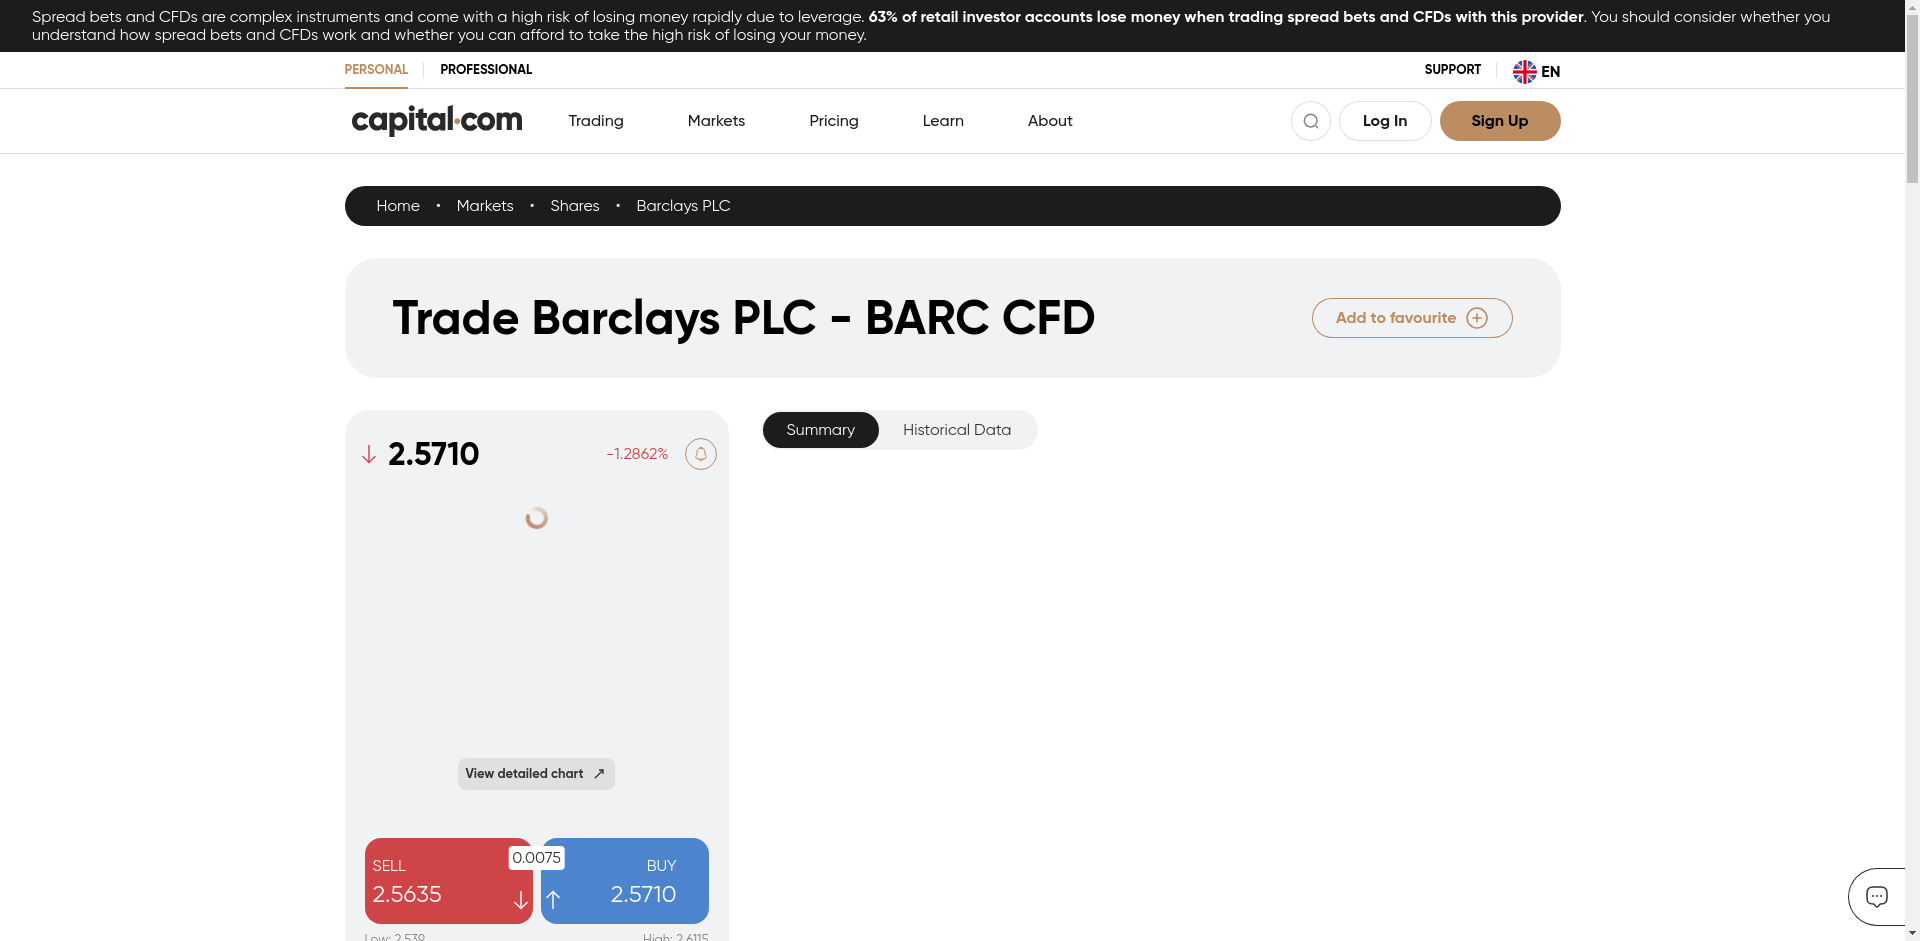 Spread bets and CFDs are complex instruments and come with a high risk of losing money rapidly due to leverage. 63% of retail investor accounts lose money when trading spread bets and CFDs with this provider. You should consider whether you
understand how spread bets and CFDs work and whether you can afford to take the high risk of losing your money.
PERSONAL PROFESSIONAL SUPPORT EN
capital.com Trading Markets Pricing Learn About Log In Sign Up
Home • Markets • Shares • Barclays PLC
Trade Barclays PLC - BARC CFD Add to favourite
2.5710 -1.2862% Summary Historical Data
View detailed chart
0.0075
SELL BUY
2.5635 2.5710
Low: 2.539 High: 2.6115